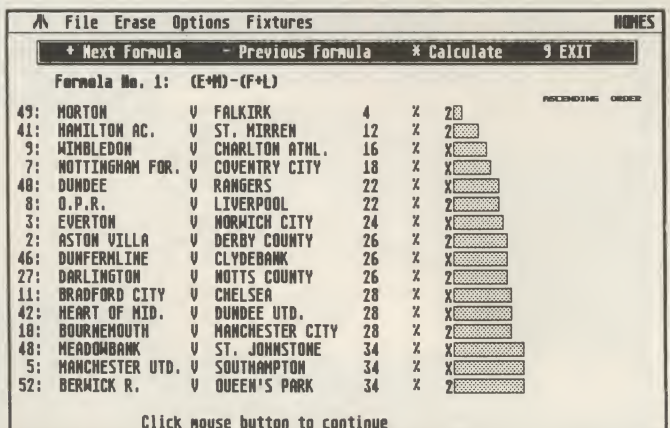 File Erase Options Fixtures HOMES
+ Next Formula - Previous Formula * Calculate 9 EXIT
Formula No. 1: (E+M)-(F+L)
ASCENDING ORDER
49: MORTON V FALKIRK 4 % 2
41: HAMILTON AC. V ST. MIRREN 12 % 2
9: WIMBLEDON V CHARLTON ATHL. 16 % X
7: NOTTINGHAM FOR. V COVENTRY CITY 18 % X
40: DUNDEE V RANGERS 22 % X
8: Q.P.R. V LIVERPOOL 22 % 2
3: EVERTON V NORWICH CITY 24 % X
2: ASTON VILLA V DERBY COUNTY 26 % 2
46: DUNFERMLINE V CLYDEBANK 26 % X
27: DARLINGTON V NOTTS COUNTY 26 % 2
11: BRADFORD CITY V CHELSEA 28 % X
42: HEART OF MID. V DUNDEE UTD. 28 % X
18: BOURNEMOUTH V MANCHESTER CITY 28 % 2
48: MEADOWBANK V ST. JOHNSTONE 34 % X
5: MANCHESTER UTD. V SOUTHAMPTON 34 % X
52: BERWICK R. V QUEEN'S PARK 34 % 2
Click mouse button to continue